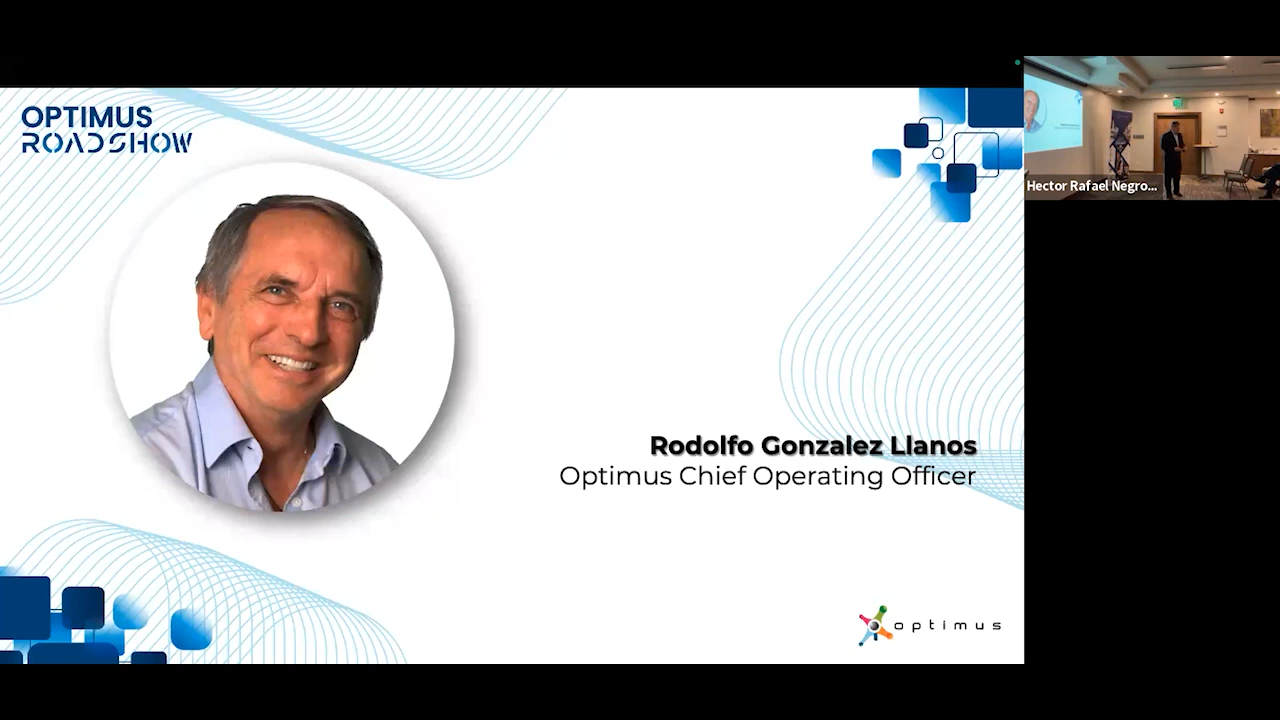 OPTIMUS
ROADSHOW
Hector Rafael Negro...
Rodolfo Gonzalez Llanos
Optimus Chief Operating Officer
optimus